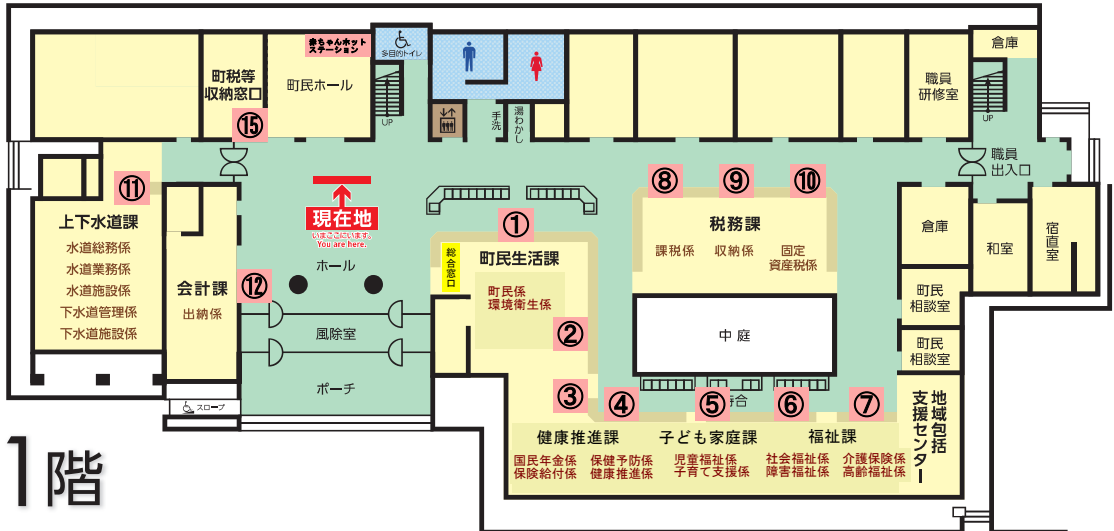 赤ちゃんホット
ステーション
多目的トイレ
倉庫
町税等
収納窓口
町民ホール
UP
手洗
湯わかし
職員
研修室
UP
職員
出入口
⑮
⑪
⑧
⑨
⑩
現在地
いまここにいます。
You are here.
①
上下水道課
水道総務係
水道業務係
水道施設係
下水道管理係
下水道施設係
会計課
出納係
⑫
ホール
風除室
ポーチ
スロープ
総合窓口
町民生活課
町民係
環境衛生係
②
③
税務課
課税係
収納係
固定
資産税係
中庭
倉庫
和室
宿直室
町民
相談室
町民
相談室
待合
④
⑤
⑥
⑦
健康推進課
国民年金係
保険給付係
保健予防係
健康推進係
子ども家庭課
児童福祉係
子育て支援係
福祉課
社会福祉係
障害福祉係
介護保険係
高齢福祉係
地域包括
支援センター
1階